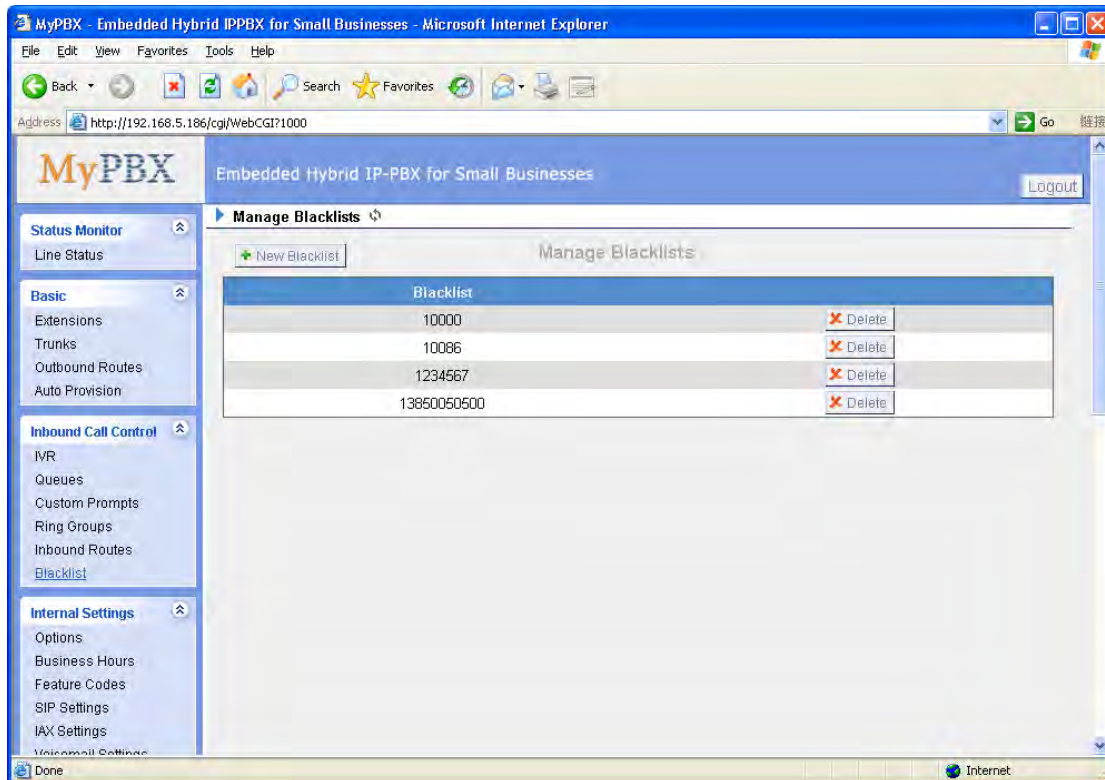 MyPBX - Embedded Hybrid IPPBX for Small Businesses - Microsoft Internet Explorer
File Edit View Favorites Tools Help
Back Search Favorites
Address http://192.168.5.186/cgi/WebCGI?1000 Go 链接
MyPBX
Embedded Hybrid IP-PBX for Small Businesses
Logout
Status Monitor
Line Status
Basic
Extensions
Trunks
Outbound Routes
Auto Provision
Inbound Call Control
IVR
Queues
Custom Prompts
Ring Groups
Inbound Routes
Blacklist
Internal Settings
Options
Business Hours
Feature Codes
SIP Settings
IAX Settings
Voicemail Settings
Manage Blacklists
New Blacklist Manage Blacklists
Blacklist
10000 Delete
10086 Delete
1234567 Delete
13850050500 Delete
Done Internet